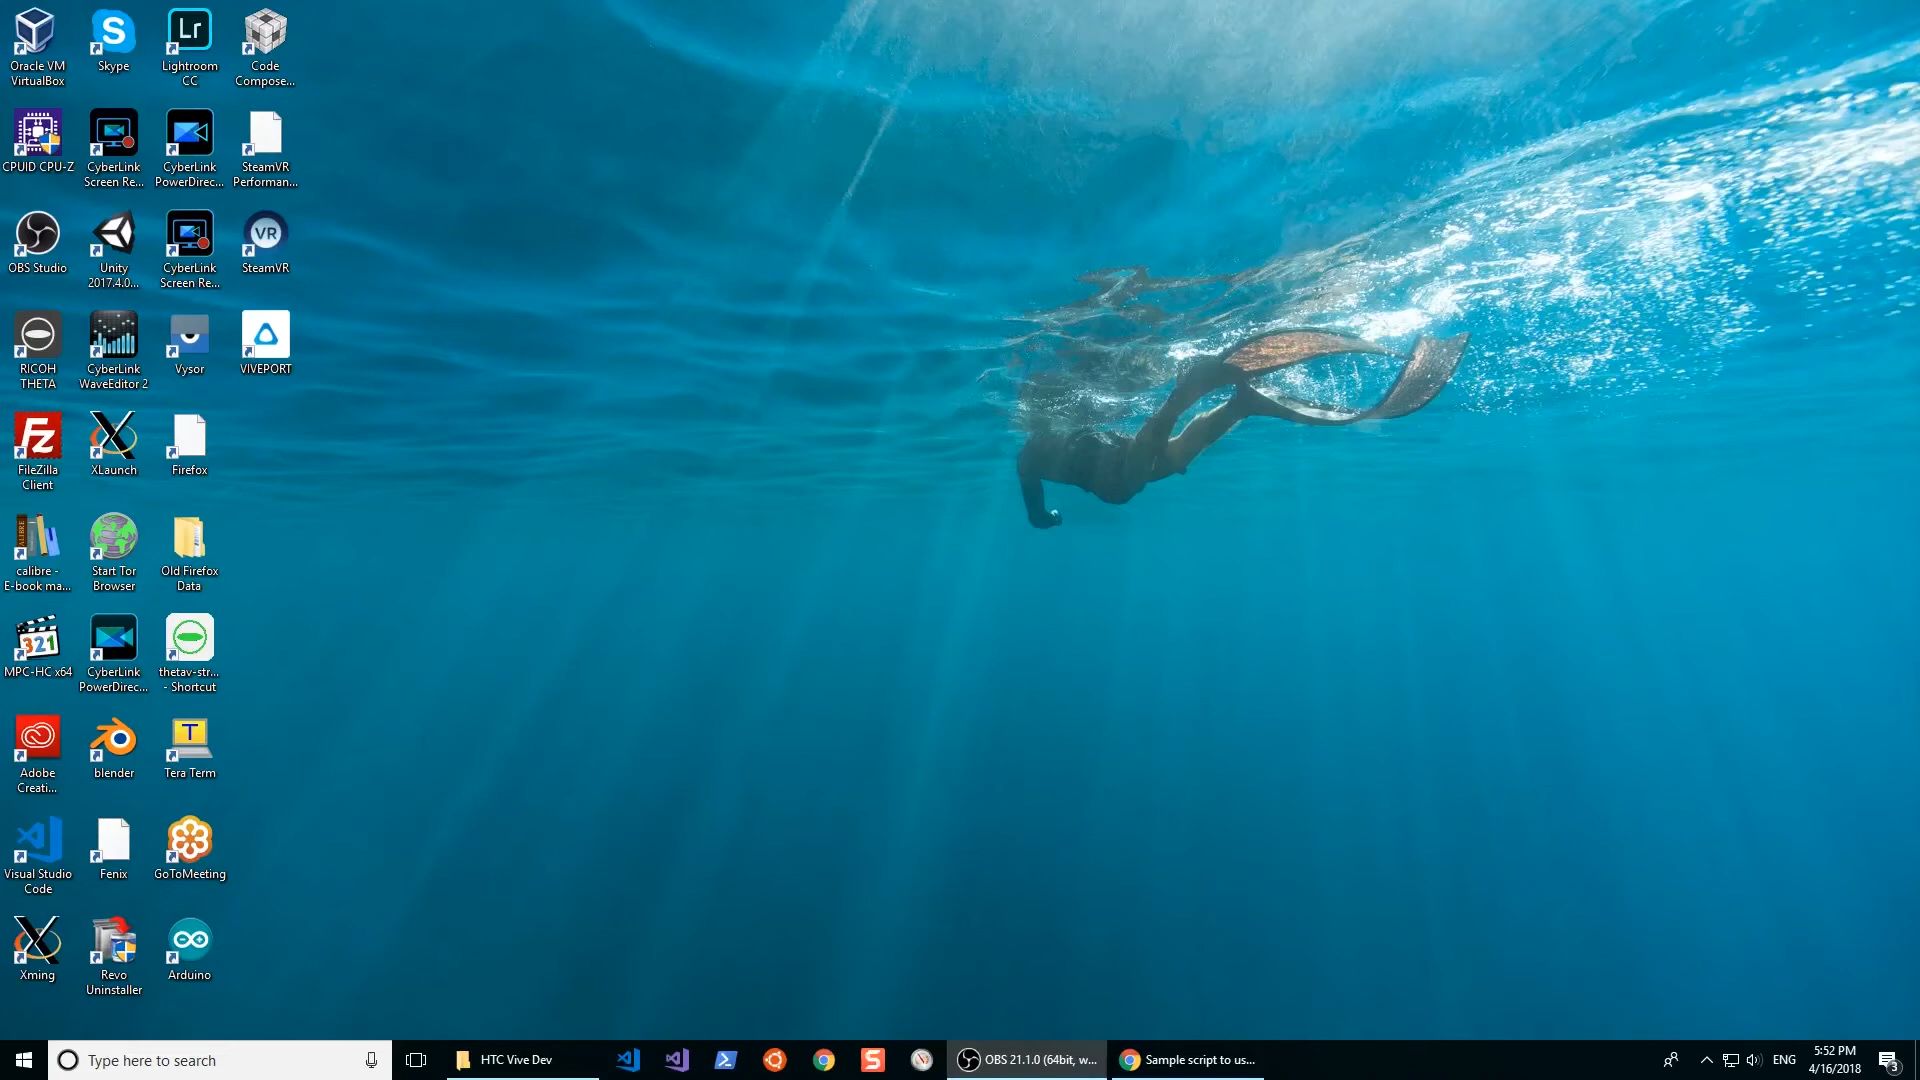 Oracle VM
VirtualBox
Skype
Lr
Lightroom
CC
Code
Compose...
CPUID CPU-Z
CyberLink
Screen Re...
CyberLink
PowerDirec...
SteamVR
Performan...
OBS Studio
Unity
2017.4.0...
CyberLink
Screen Re...
VR
SteamVR
RICOH
THETA
CyberLink
WaveEditor 2
Vysor
VIVEPORT
Fz
FileZilla
Client
XLaunch
Firefox
CALIBRE
calibre -
E-book ma...
Start Tor
Browser
Old Firefox
Data
321
MPC-HC x64
CyberLink
PowerDirec...
thetav-str...
- Shortcut
Adobe
Creati...
blender
T
Tera Term
Visual Studio
Code
Fenix
GoToMeeting
Xming
Revo
Uninstaller
Arduino
Type here to search
HTC Vive Dev
S
OBS 21.1.0 (64bit, w...
Sample script to us...
ENG
5:52 PM
4/16/2018
3